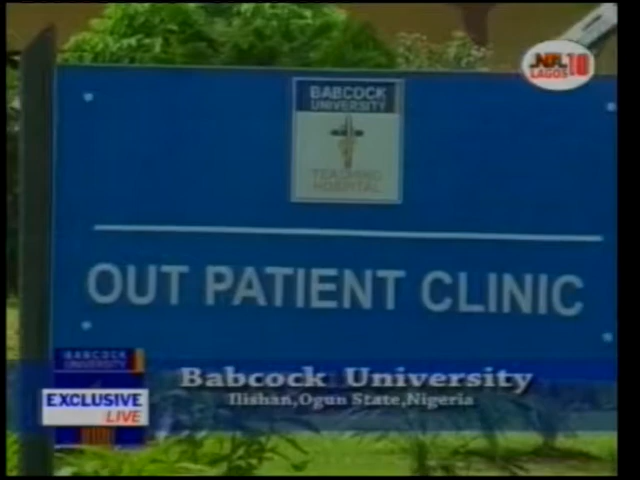 LAGOS 10
BABCOCK
UNIVERSITY
TEACHING
HOSPITAL
OUT PATIENT CLINIC
BABCOCK
UNIVERSITY
EXCLUSIVE
LIVE
Babcock University
Ilishan,Ogun State,Nigeria